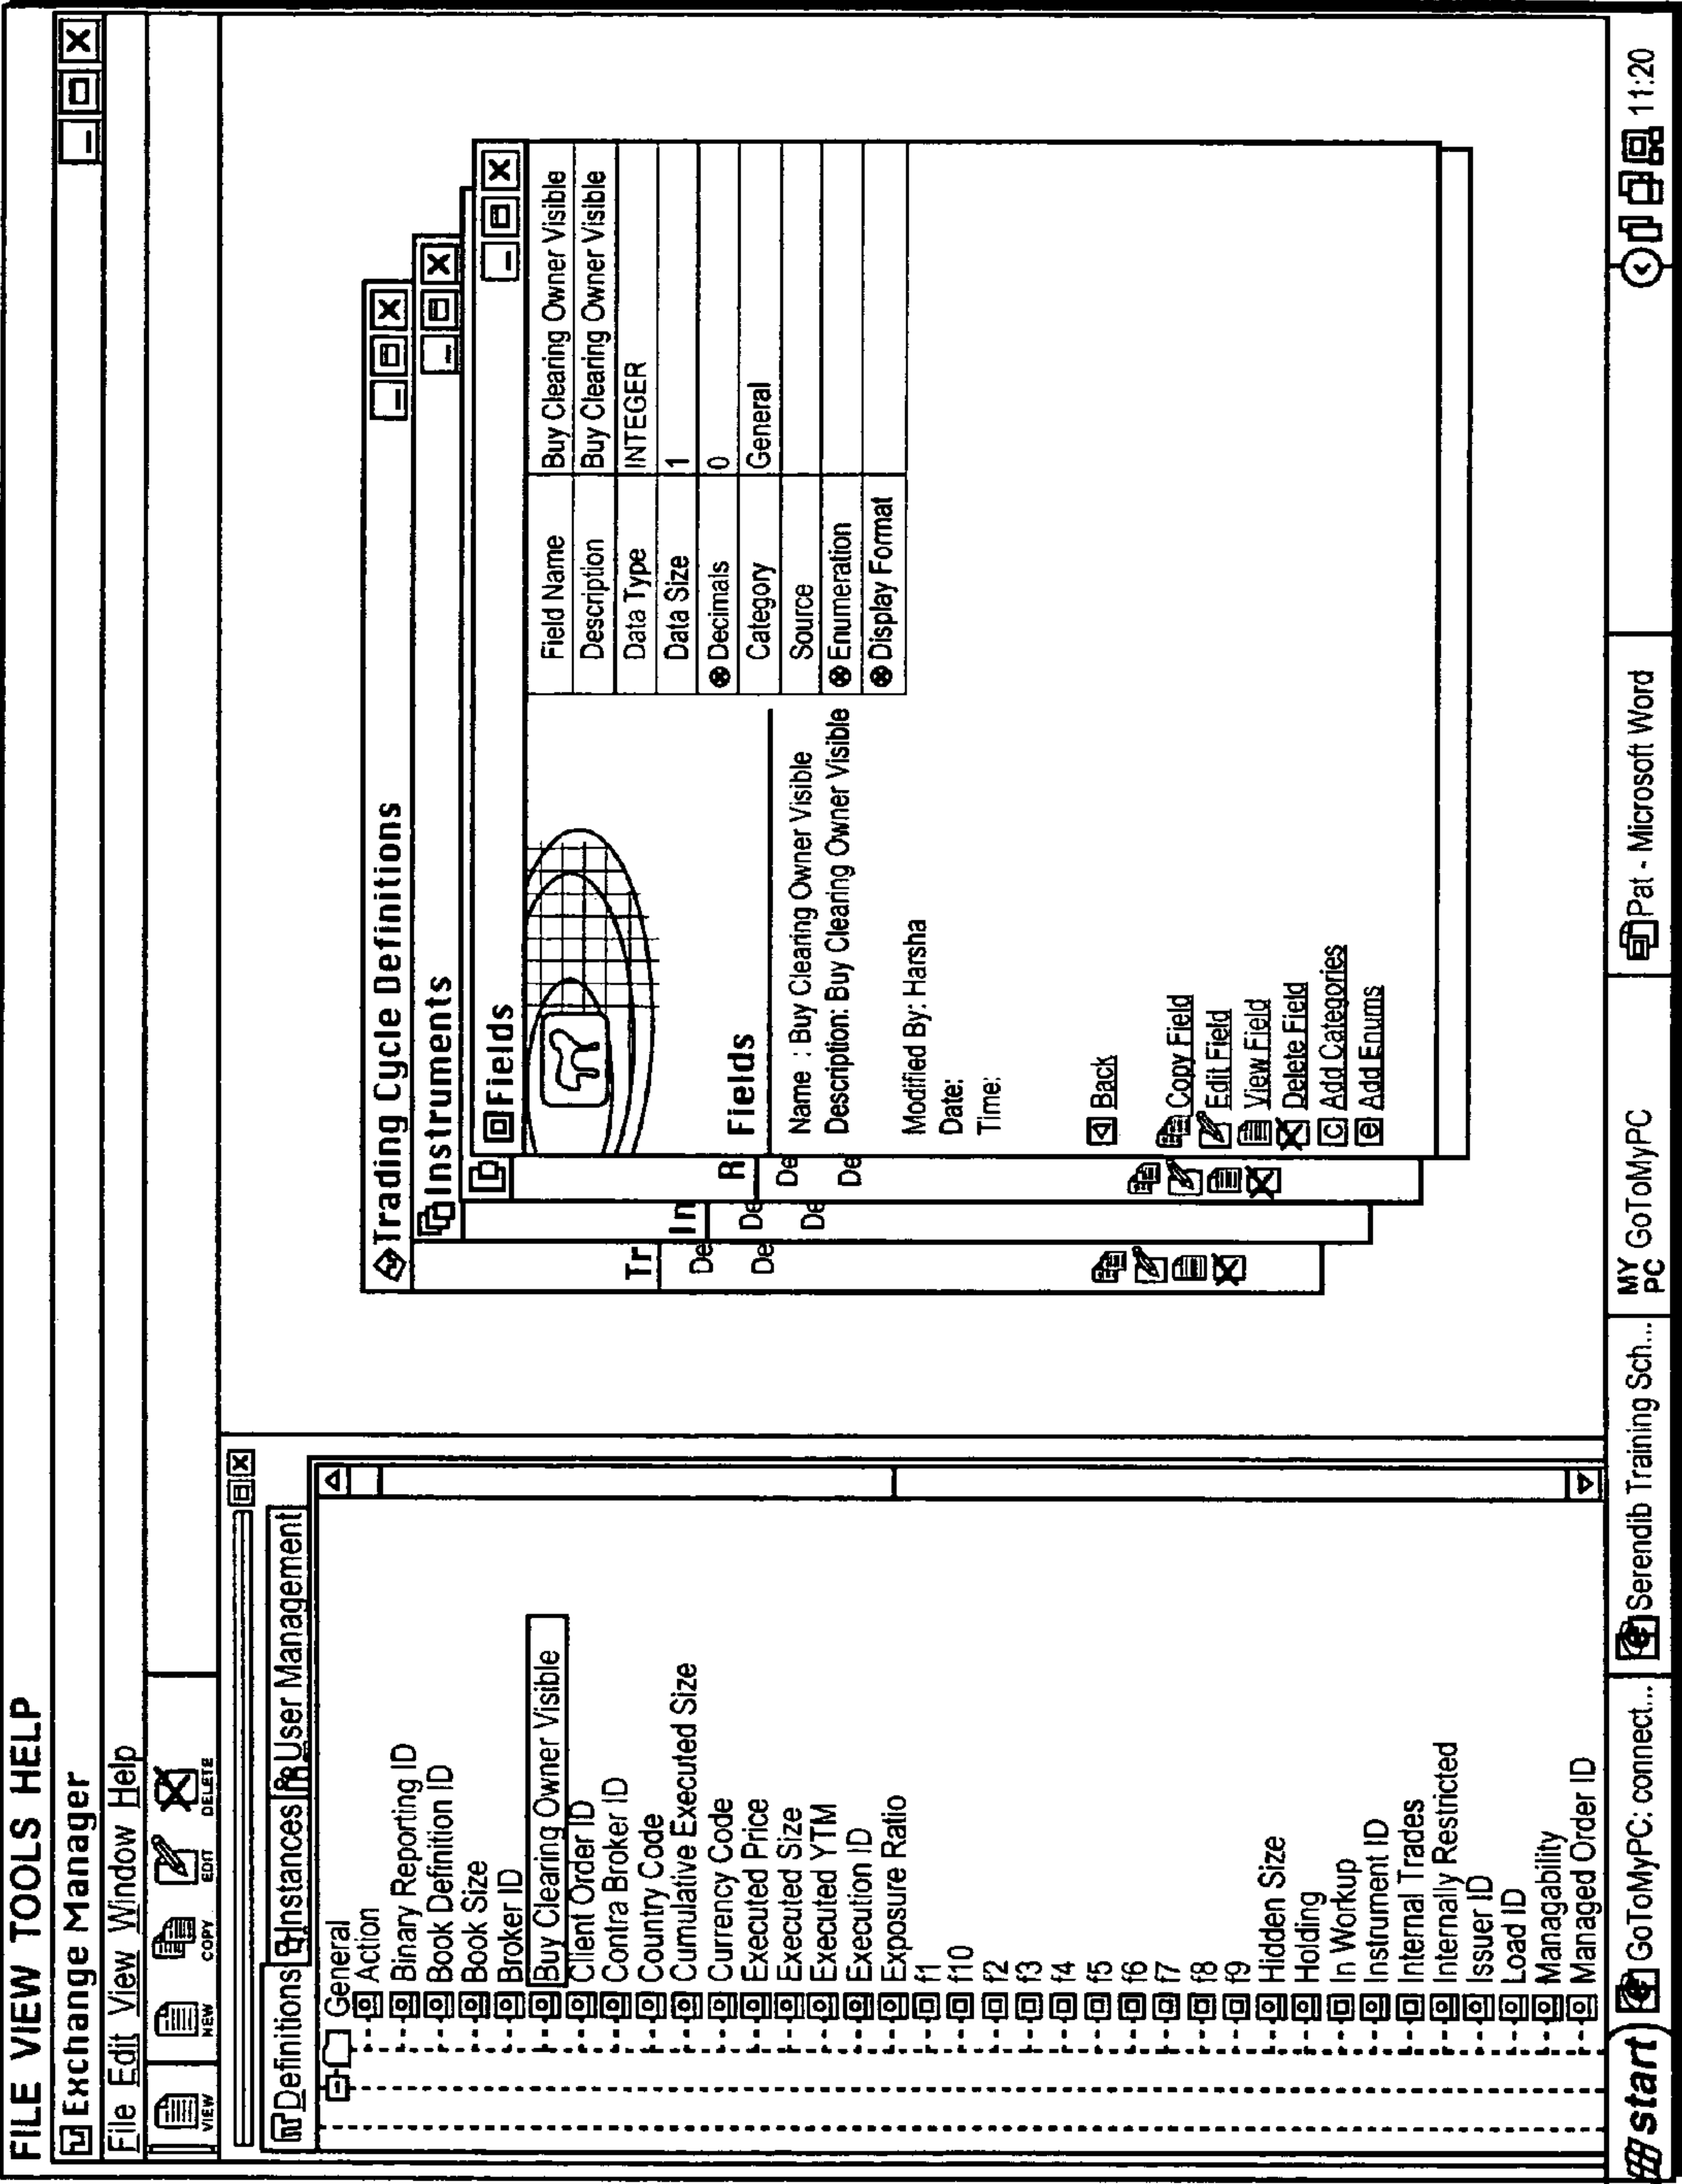 FILE VIEW TOOLS HELP
Exchange Manager
File Edit View Window Help
VIEW NEW COPY EDIT DELETE
Definitions Instances User Management
General
Action
Binary Reporting ID
Book Definition ID
Book Size
Broker ID
Buy Clearing Owner Visible
Client Order ID
Contra Broker ID
Country Code
Cumulative Executed Size
Currency Code
Executed Price
Executed Size
Executed YTM
Execution ID
Exposure Ratio
f1
f10
f2
f3
f4
f5
f6
f7
f8
f9
Hidden Size
Holding
In Workup
Instrument ID
Internal Trades
Internally Restricted
Issuer ID
Load ID
Managability
Managed Order ID
Trading Cycle Definitions
Tr
De
De
Instruments
In
De
De
R
De
De
Fields
Fields
Name : Buy Clearing Owner Visible
Description: Buy Clearing Owner Visible
Modified By: Harsha
Date:
Time:
Back
Copy Field
Edit Field
View Field
Delete Field
C Add Categories
e Add Enums
Field Name Buy Clearing Owner Visible
Description Buy Clearing Owner Visible
Data Type INTEGER
Data Size 1
Decimals 0
Category General
Source
Enumeration
Display Format
start GoToMyPC: connect... Serendib Training Sch... MY PC GoToMyPC Pat - Microsoft Word 11:20